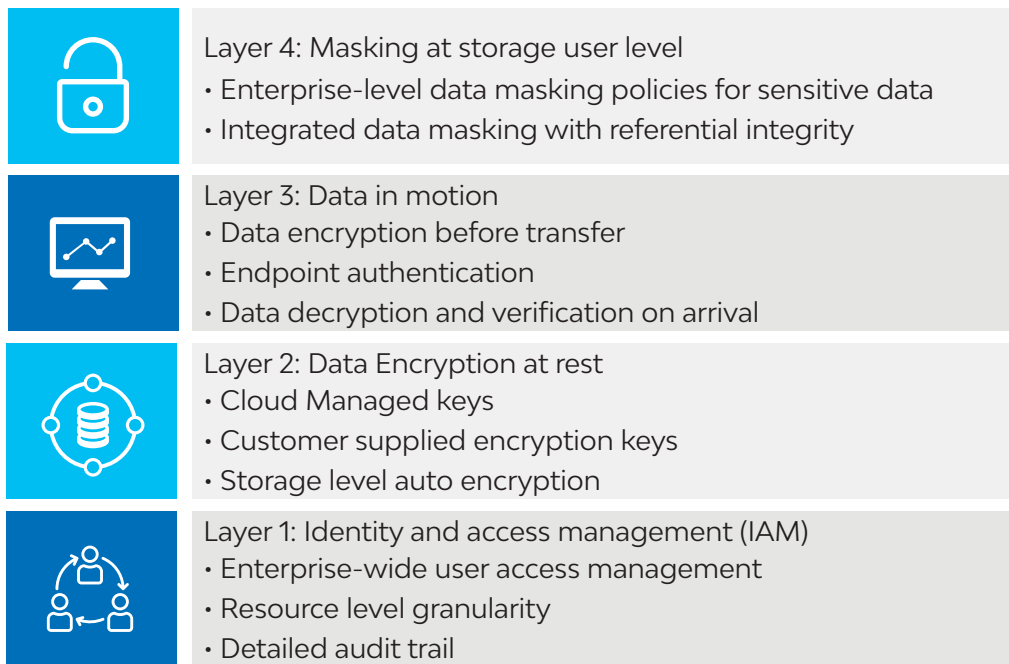 Layer 4: Masking at storage user level
• Enterprise-level data masking policies for sensitive data
• Integrated data masking with referential integrity
Layer 3: Data in motion
• Data encryption before transfer
• Endpoint authentication
• Data decryption and verification on arrival
Layer 2: Data Encryption at rest
• Cloud Managed keys
• Customer supplied encryption keys
• Storage level auto encryption
Layer 1: Identity and access management (IAM)
• Enterprise-wide user access management
• Resource level granularity
• Detailed audit trail